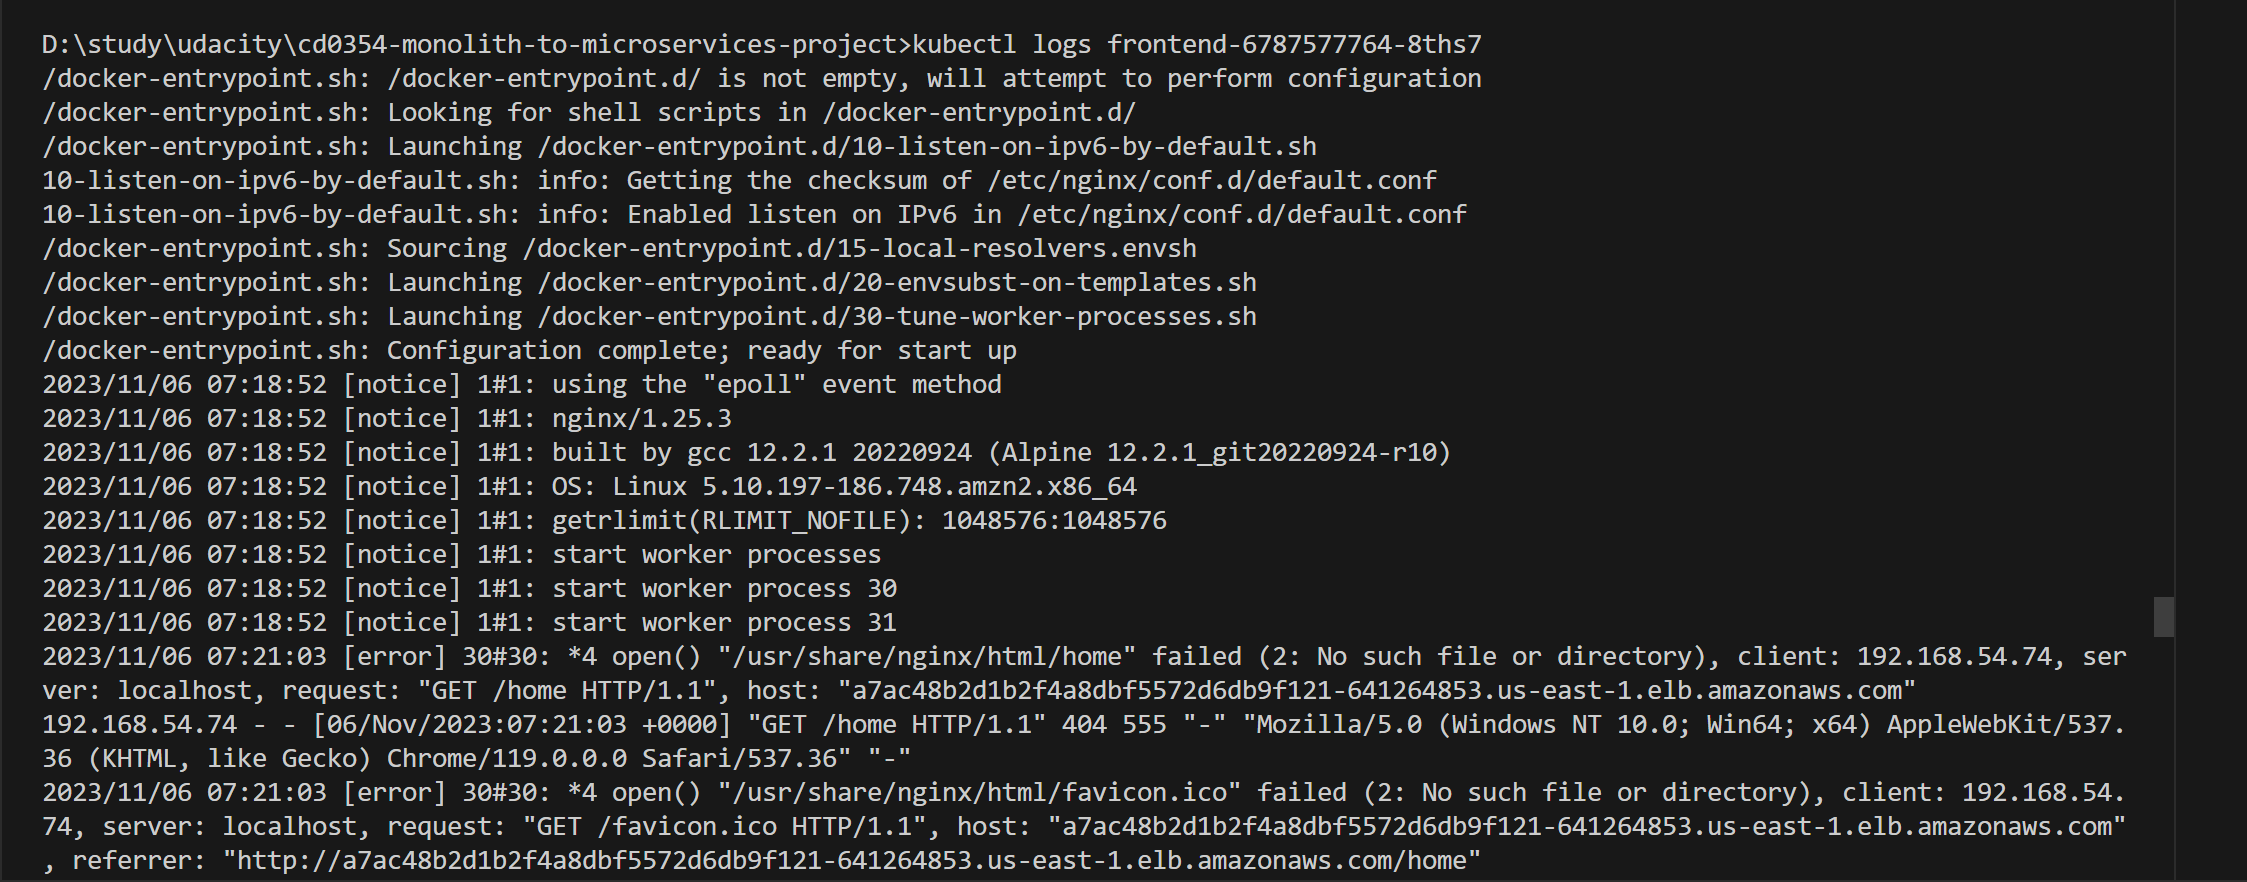 D:\study\udacity\cd0354-monolith-to-microservices-project>kubectl logs frontend-6787577764-8ths7
/docker-entrypoint.sh: /docker-entrypoint.d/ is not empty, will attempt to perform configuration
/docker-entrypoint.sh: Looking for shell scripts in /docker-entrypoint.d/
/docker-entrypoint.sh: Launching /docker-entrypoint.d/10-listen-on-ipv6-by-default.sh
10-listen-on-ipv6-by-default.sh: info: Getting the checksum of /etc/nginx/conf.d/default.conf
10-listen-on-ipv6-by-default.sh: info: Enabled listen on IPv6 in /etc/nginx/conf.d/default.conf
/docker-entrypoint.sh: Sourcing /docker-entrypoint.d/15-local-resolvers.envsh
/docker-entrypoint.sh: Launching /docker-entrypoint.d/20-envsubst-on-templates.sh
/docker-entrypoint.sh: Launching /docker-entrypoint.d/30-tune-worker-processes.sh
/docker-entrypoint.sh: Configuration complete; ready for start up
2023/11/06 07:18:52 [notice] 1#1: using the "epoll" event method
2023/11/06 07:18:52 [notice] 1#1: nginx/1.25.3
2023/11/06 07:18:52 [notice] 1#1: built by gcc 12.2.1 20220924 (Alpine 12.2.1_git20220924-r10)
2023/11/06 07:18:52 [notice] 1#1: OS: Linux 5.10.197-186.748.amzn2.x86_64
2023/11/06 07:18:52 [notice] 1#1: getrlimit(RLIMIT_NOFILE): 1048576:1048576
2023/11/06 07:18:52 [notice] 1#1: start worker processes
2023/11/06 07:18:52 [notice] 1#1: start worker process 30
2023/11/06 07:18:52 [notice] 1#1: start worker process 31
2023/11/06 07:21:03 [error] 30#30: *4 open() "/usr/share/nginx/html/home" failed (2: No such file or directory), client: 192.168.54.74, ser
ver: localhost, request: "GET /home HTTP/1.1", host: "a7ac48b2d1b2f4a8dbf5572d6db9f121-641264853.us-east-1.elb.amazonaws.com"
192.168.54.74 - - [06/Nov/2023:07:21:03 +0000] "GET /home HTTP/1.1" 404 555 "-" "Mozilla/5.0 (Windows NT 10.0; Win64; x64) AppleWebKit/537.
36 (KHTML, like Gecko) Chrome/119.0.0.0 Safari/537.36" "-"
2023/11/06 07:21:03 [error] 30#30: *4 open() "/usr/share/nginx/html/favicon.ico" failed (2: No such file or directory), client: 192.168.54.
74, server: localhost, request: "GET /favicon.ico HTTP/1.1", host: "a7ac48b2d1b2f4a8dbf5572d6db9f121-641264853.us-east-1.elb.amazonaws.com"
, referrer: "http://a7ac48b2d1b2f4a8dbf5572d6db9f121-641264853.us-east-1.elb.amazonaws.com/home"